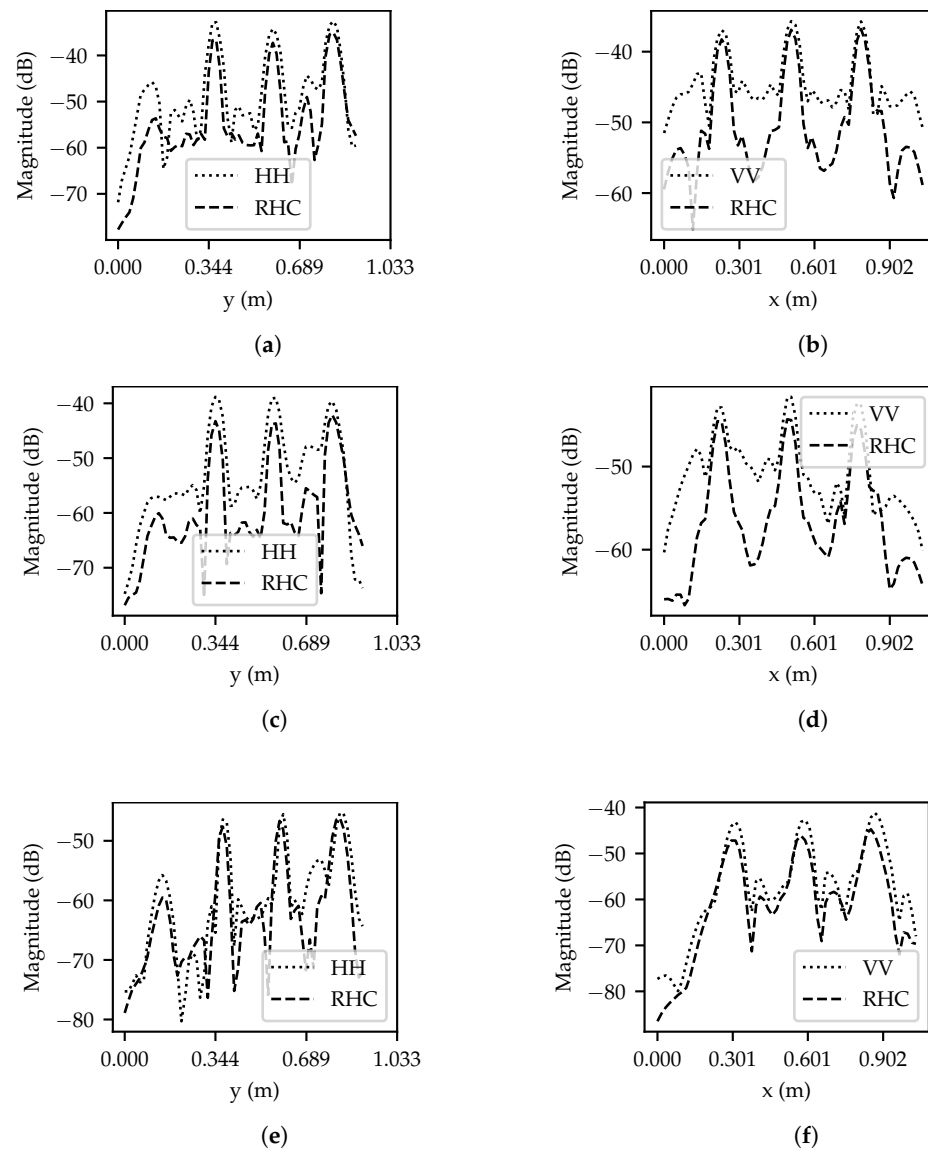 Magnitude (dB)
−40
−50
−60
−70
HH
RHC
0.000 0.344 0.689 1.033
y (m)
(a)
Magnitude (dB)
−40
−50
−60
VV
RHC
0.000 0.301 0.601 0.902
x (m)
(b)
Magnitude (dB)
−40
−50
−60
−70
HH
RHC
0.000 0.344 0.689 1.033
y (m)
(c)
Magnitude (dB)
−50
−60
VV
RHC
0.000 0.301 0.601 0.902
x (m)
(d)
Magnitude (dB)
−50
−60
−70
−80
HH
RHC
0.000 0.344 0.689 1.033
y (m)
(e)
Magnitude (dB)
−40
−50
−60
−70
−80
VV
RHC
0.000 0.301 0.601 0.902
x (m)
(f)